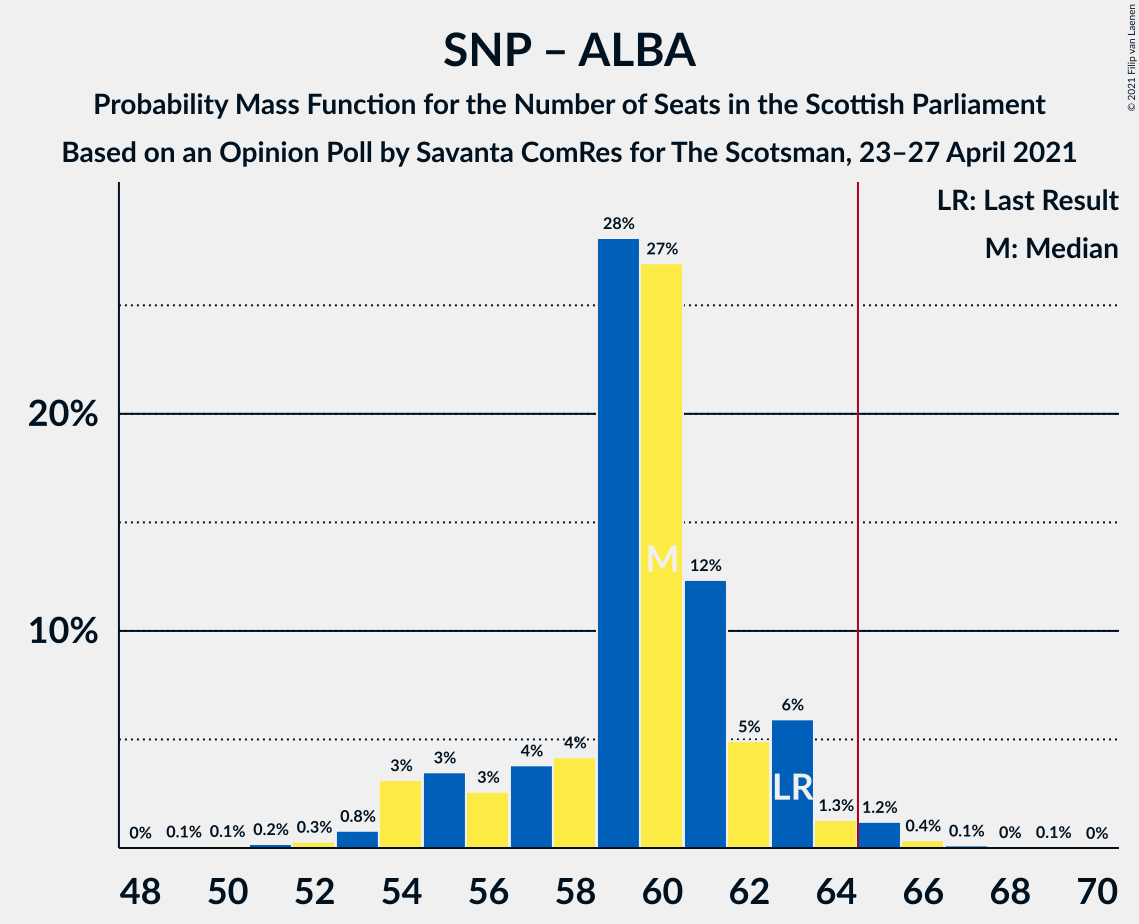 SNP – ALBA
Probability Mass Function for the Number of Seats in the Scottish Parliament
Based on an Opinion Poll by Savanta ComRes for The Scotsman, 23–27 April 2021
© 2021 Filip van Laenen
LR: Last Result
M: Median
20%
10%
0%
0.1%
0.1%
0.2%
0.3%
0.8%
3%
3%
3%
4%
4%
28%
27%
12%
5%
6%
1.3%
1.2%
0.4%
0.1%
0%
0.1%
0%
M
LR
48 50 52 54 56 58 60 62 64 66 68 70